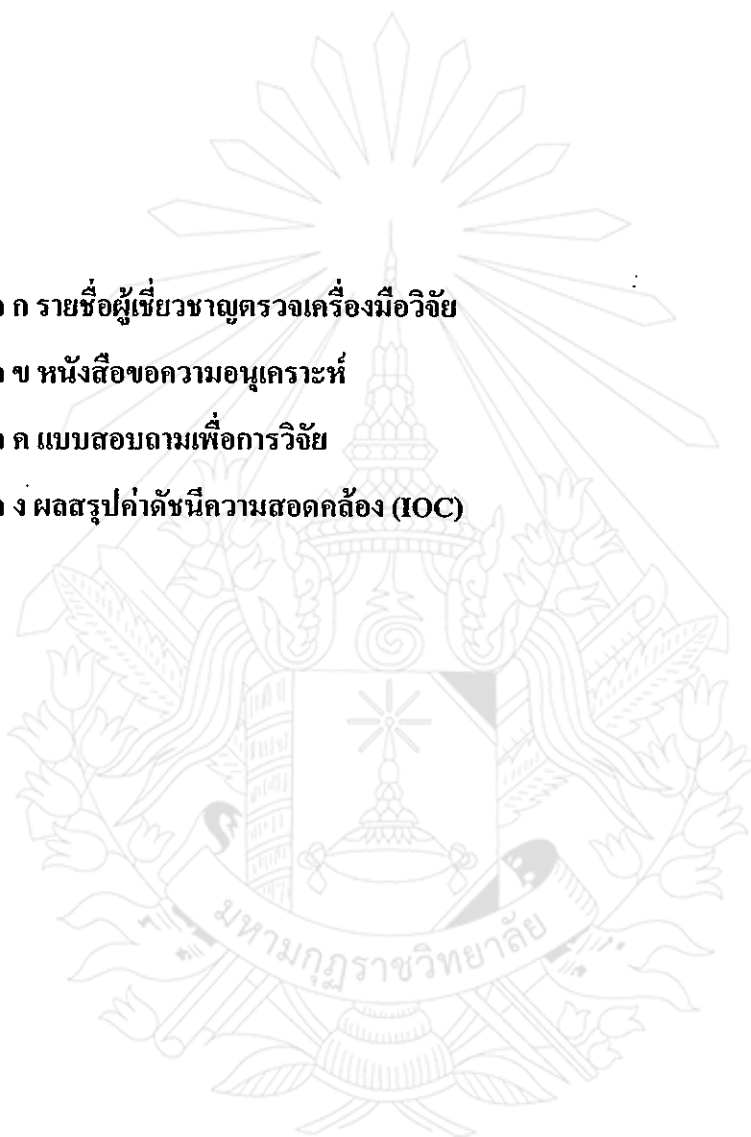 ก รายชื่อผู้เชี่ยวชาญตรวจเครื่องมือวิจัย
ข หนังสือขอความอนุเคราะห์
ค แบบสอบถามเพื่อการวิจัย
ง ผลสรุปค่าดัชนีความสอดคล้อง (IOC)
มหามกุฏราชวิทยาลัย